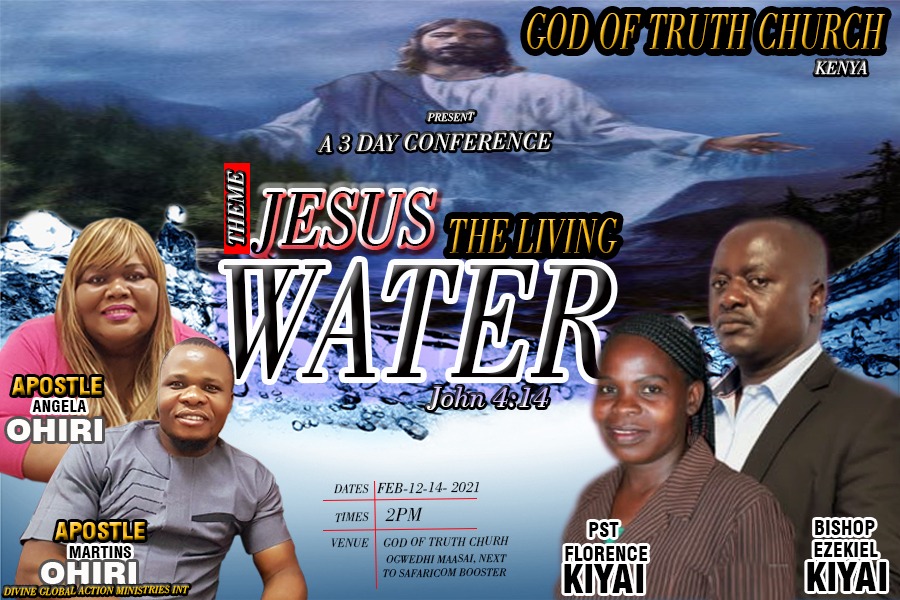 GOD OF TRUTH CHURCH
KENYA
PRESENT
A 3 DAY CONFERENCE
THEME
JESUS THE LIVING
WATER
John 4:14
APOSTLE
ANGELA
OHIRI
APOSTLE
MARTINS
OHIRI
DIVINE GLOBAL ACTION MINISTRIES INT
DATES FEB-12-14- 2021
TIMES 2PM
VENUE GOD OF TRUTH CHURH
OGWEDHI MAASAI, NEXT
TO SAFARICOM BOOSTER
PST
FLORENCE
KIYAI
BISHOP
EZEKIEL
KIYAI